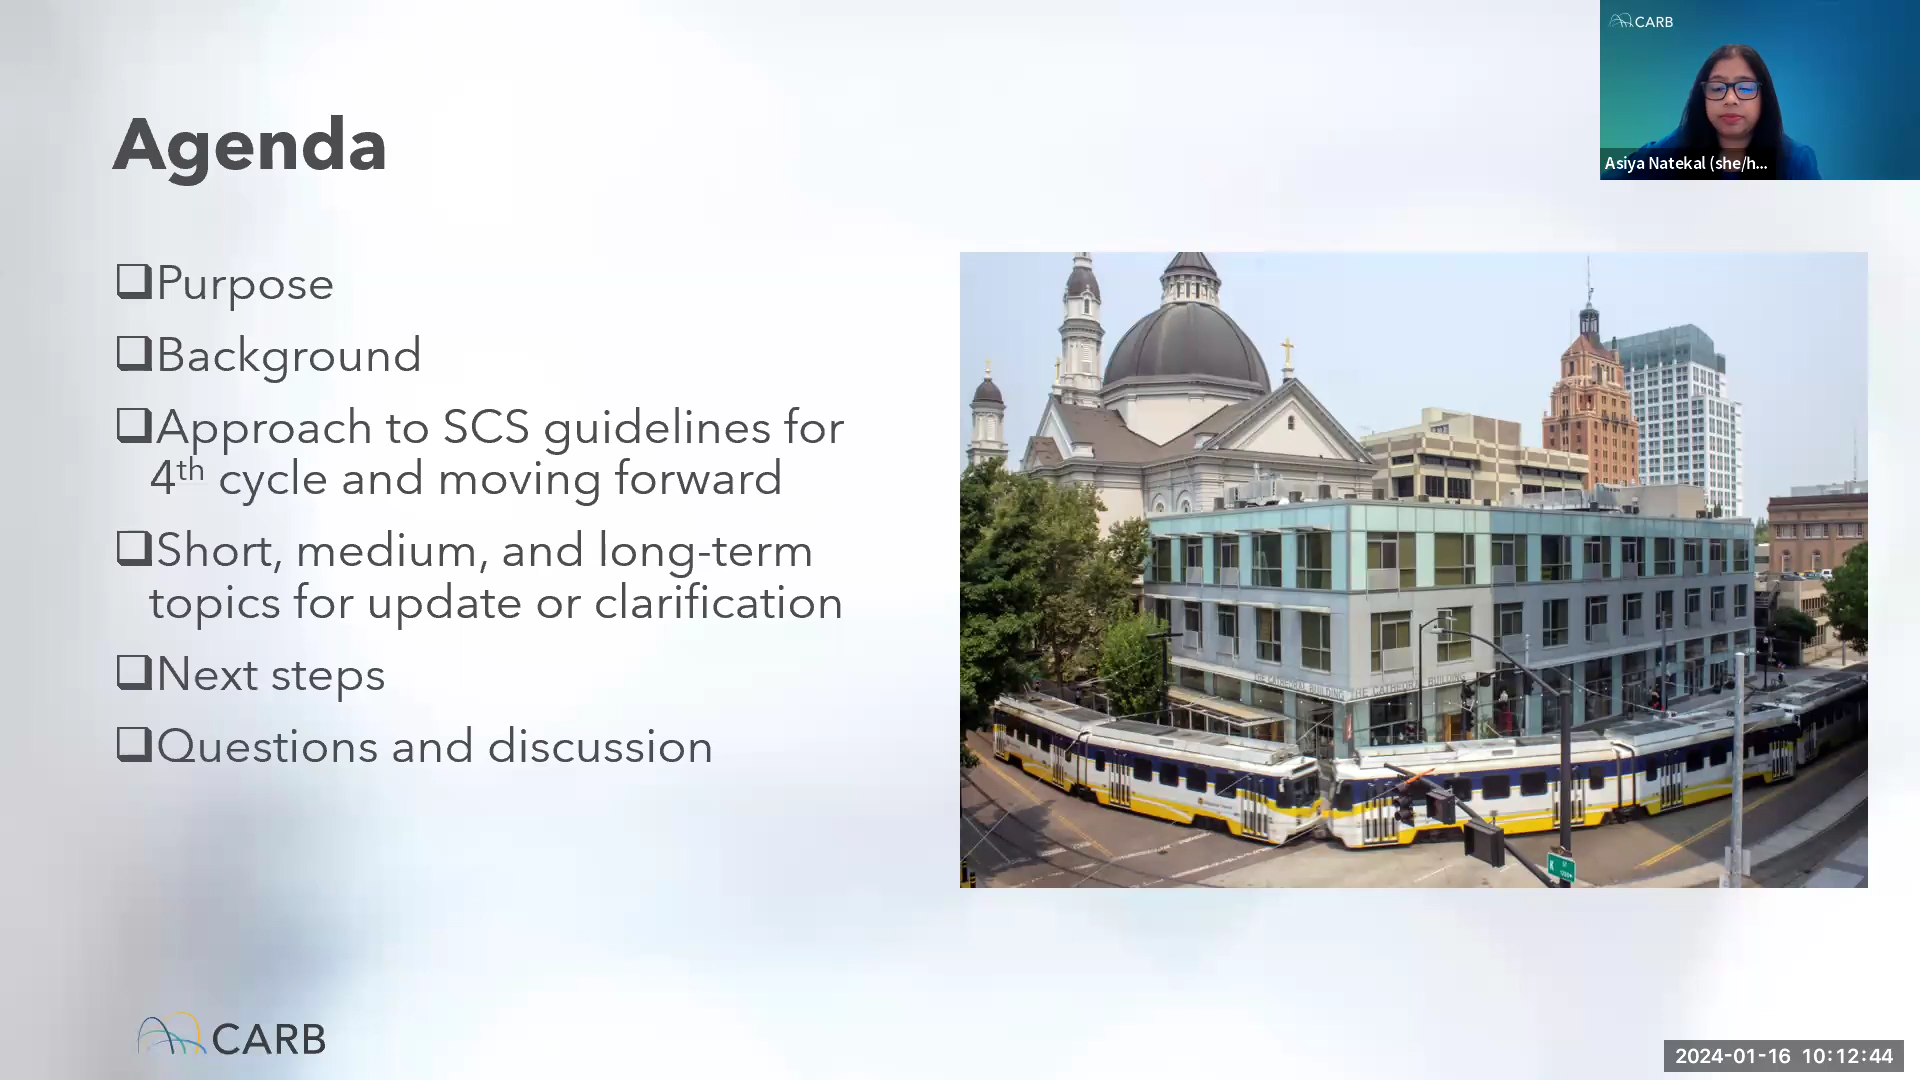 CARB
Asiya Natekal (she/h...
Agenda
❑Purpose
❑Background
❑Approach to SCS guidelines for
4th cycle and moving forward
❑Short, medium, and long-term
topics for update or clarification
❑Next steps
❑Questions and discussion
THE CATHEDRAL BUILDING THE CATHEDRAL BUILDING
K
CARB
2024-01-16 10:12:44